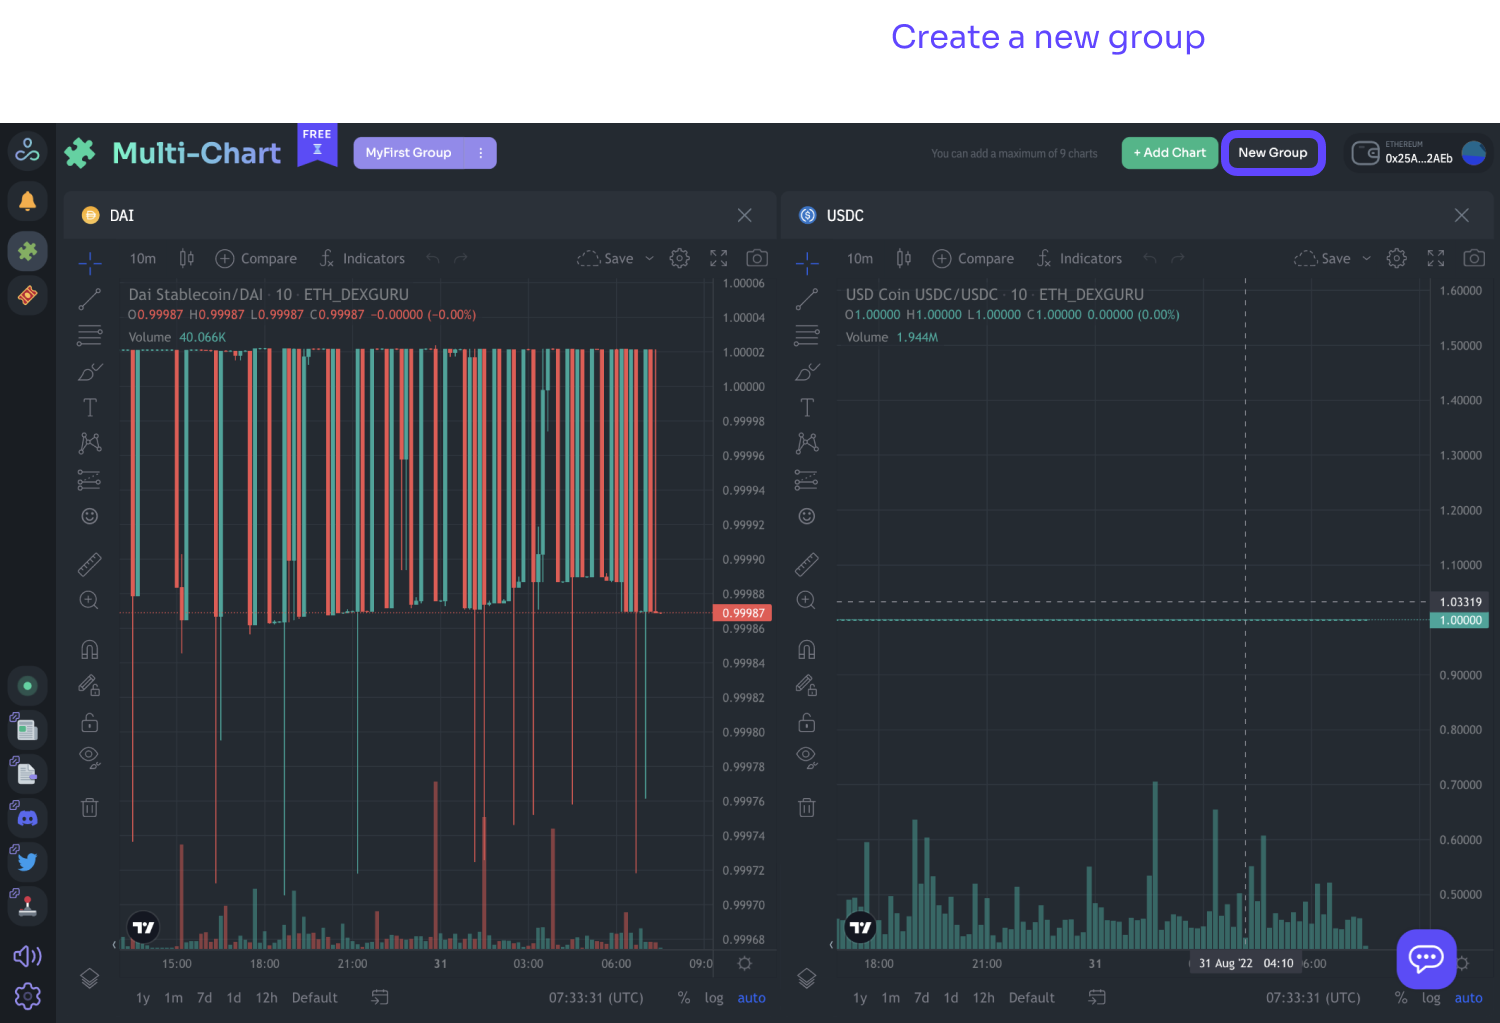 Create a new group
Multi-Chart
FREE
MyFirst Group
You can add a maximum of 9 charts
+ Add Chart
New Group
ETHEREUM
0x25A...2AEb
DAI
10m
Compare
Indicators
Save
Dai Stablecoin/DAI · 10 · ETH_DEXGURU
O0.99987 H0.99987 L0.99987 C0.99987 −0.00000 (−0.00%)
Volume 40.066K
1.00006
1.00004
1.00002
1.00000
0.99998
0.99996
0.99994
0.99992
0.99990
0.99988
0.99987
0.99986
0.99984
0.99982
0.99980
0.99978
0.99976
0.99974
0.99972
0.99970
0.99968
15:00 18:00 21:00 31 03:00 06:00 09:0
1y 1m 7d 1d 12h Default
07:33:31 (UTC)
% log auto
USDC
10m
Compare
Indicators
Save
USD Coin USDC/USDC · 10 · ETH_DEXGURU
O1.00000 H1.00000 L1.00000 C1.00000 0.00000 (0.00%)
Volume 1.944M
1.60000
1.50000
1.40000
1.30000
1.20000
1.10000
1.03319
1.00000
0.90000
0.80000
0.70000
0.60000
0.50000
18:00 21:00 31 31 Aug '22 04:10 6:00
1y 1m 7d 1d 12h Default
07:33:31 (UTC)
% log auto